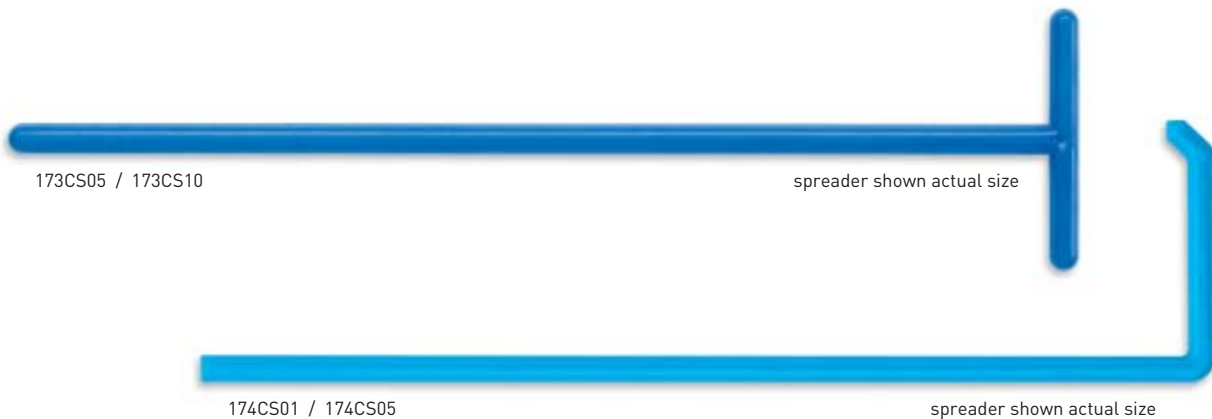 173CS05 / 173CS10 spreader shown actual size
174CS01 / 174CS05 spreader shown actual size